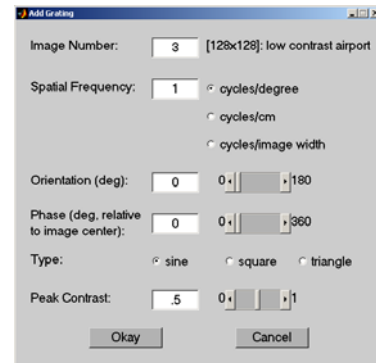 Add Grating
Image Number: 3 [128x128]: low contrast airport
Spatial Frequency: 1 cycles/degree
cycles/cm
cycles/image width
Orientation (deg): 0 0 180
Phase (deg, relative
to image center): 0 0 360
Type: sine square triangle
Peak Contrast: .5 0 1
Okay Cancel